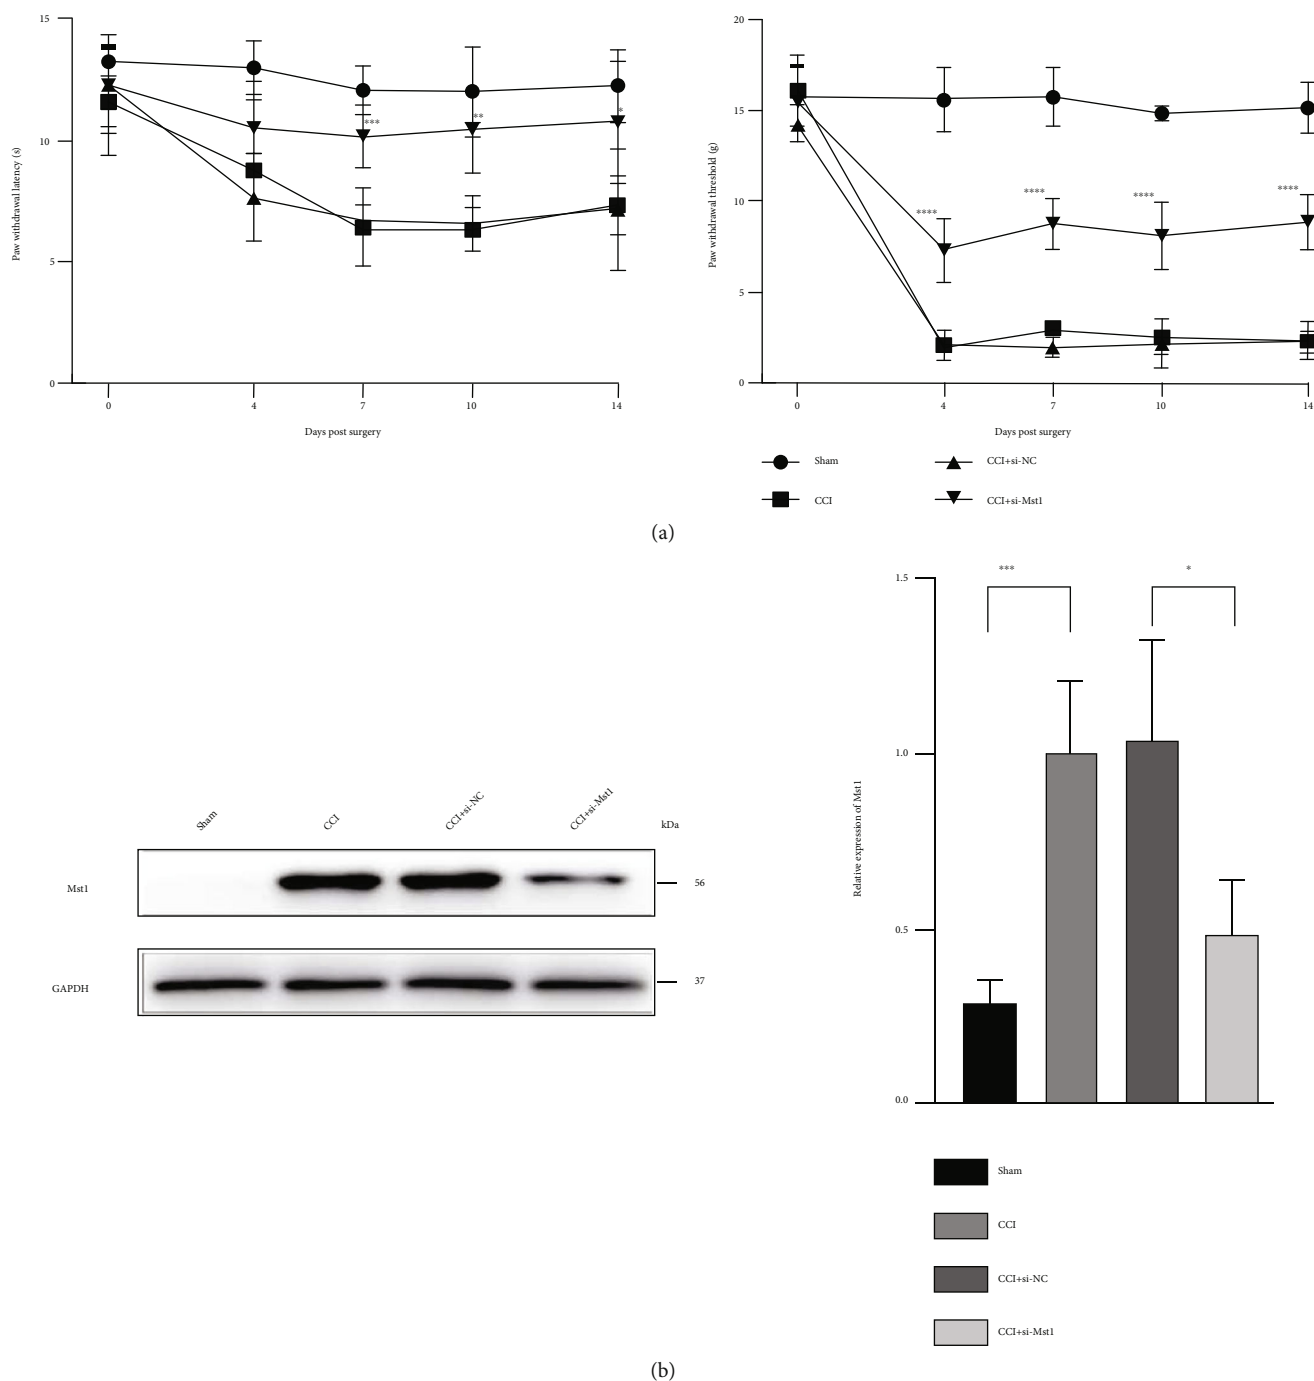 15
10
5
0
Paw withdrawal latency (s)
***
**
*
0 4 7 10 14
Days post surgery
20
15
10
5
0
Paw withdrawal threshold (g)
**** **** **** ****
0 4 7 10 14
Days post surgery
Sham CCI+si-NC
CCI CCI+si-Mst1
(a)
Sham CCI CCI+si-NC CCI+si-Mst1 kDa
Mst1 56
GAPDH 37
1.5
1.0
0.5
0.0
Relative expression of Mst1
*** *
Sham
CCI
CCI+si-NC
CCI+si-Mst1
(b)